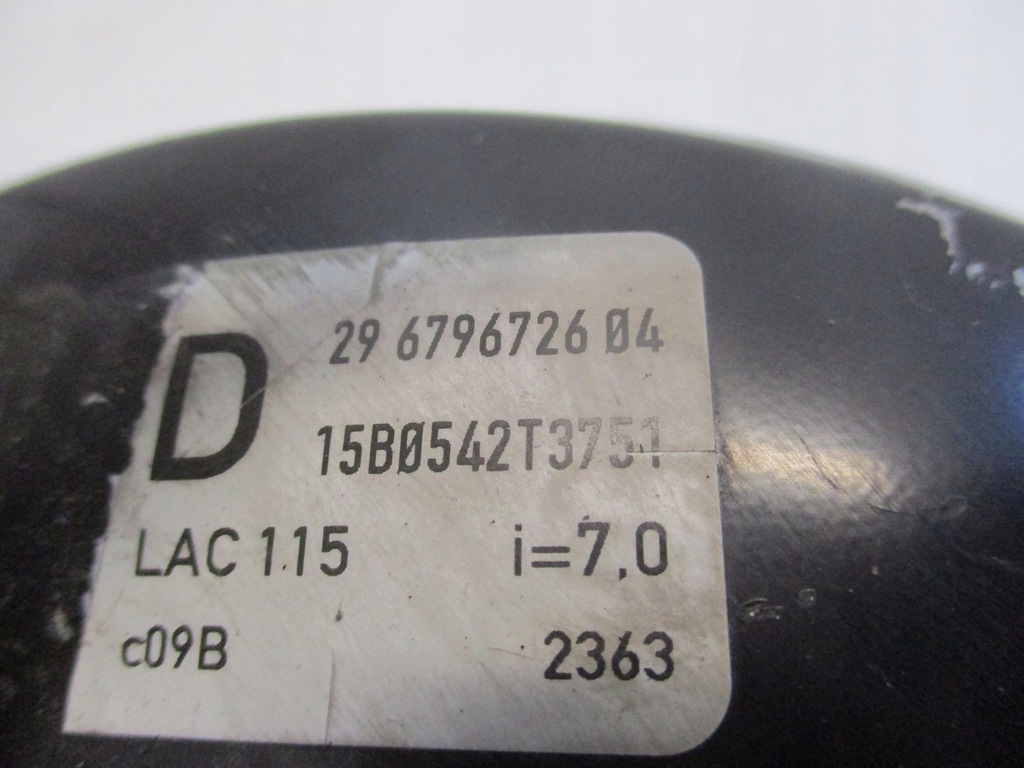 29 6796726 04
D
15B0542T3751
LAC 1.15 i=7,0
c09B 2363